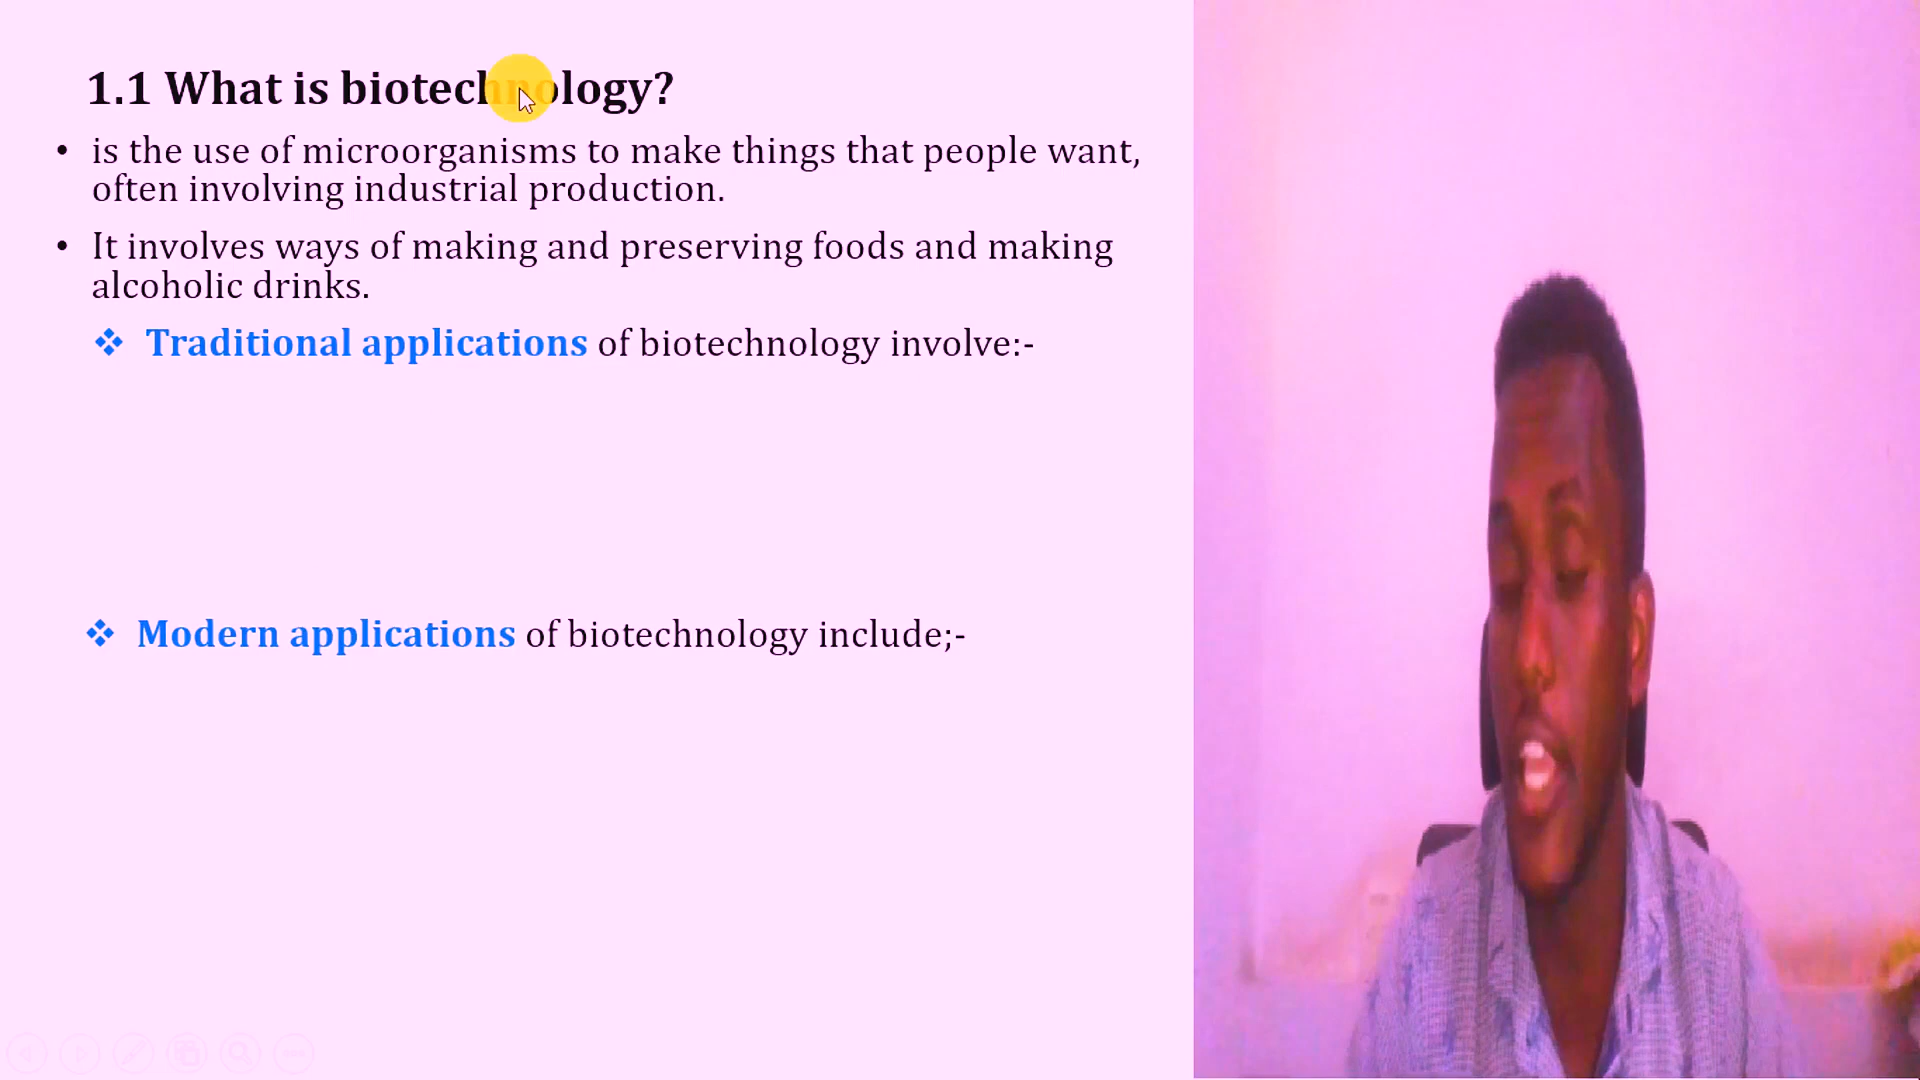 1.1 What is biotechnology?
• is the use of microorganisms to make things that people want,
often involving industrial production.
• It involves ways of making and preserving foods and making
alcoholic drinks.
❖ Traditional applications of biotechnology involve:-
❖ Modern applications of biotechnology include;-